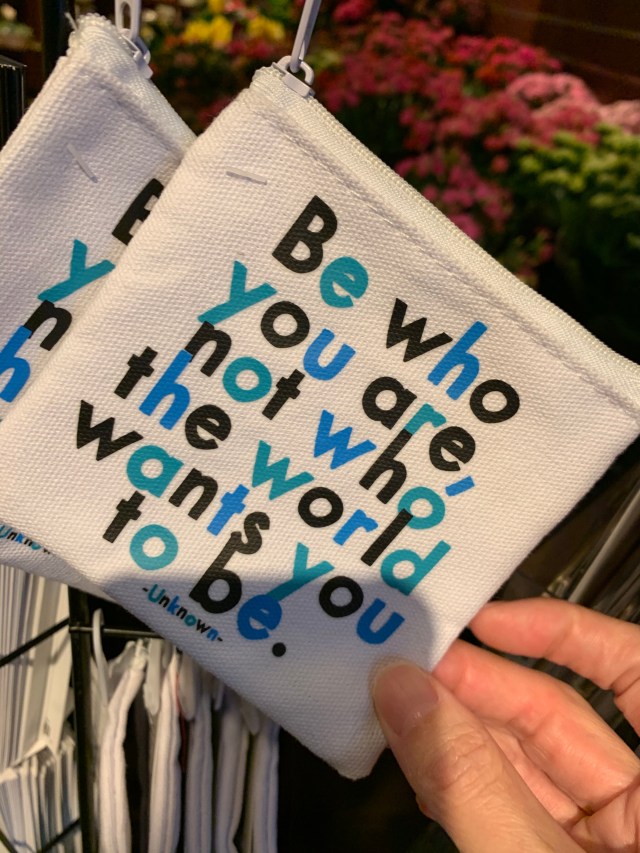 Be who
you are,
not who
the world
wants you
to be.
-Unknown-